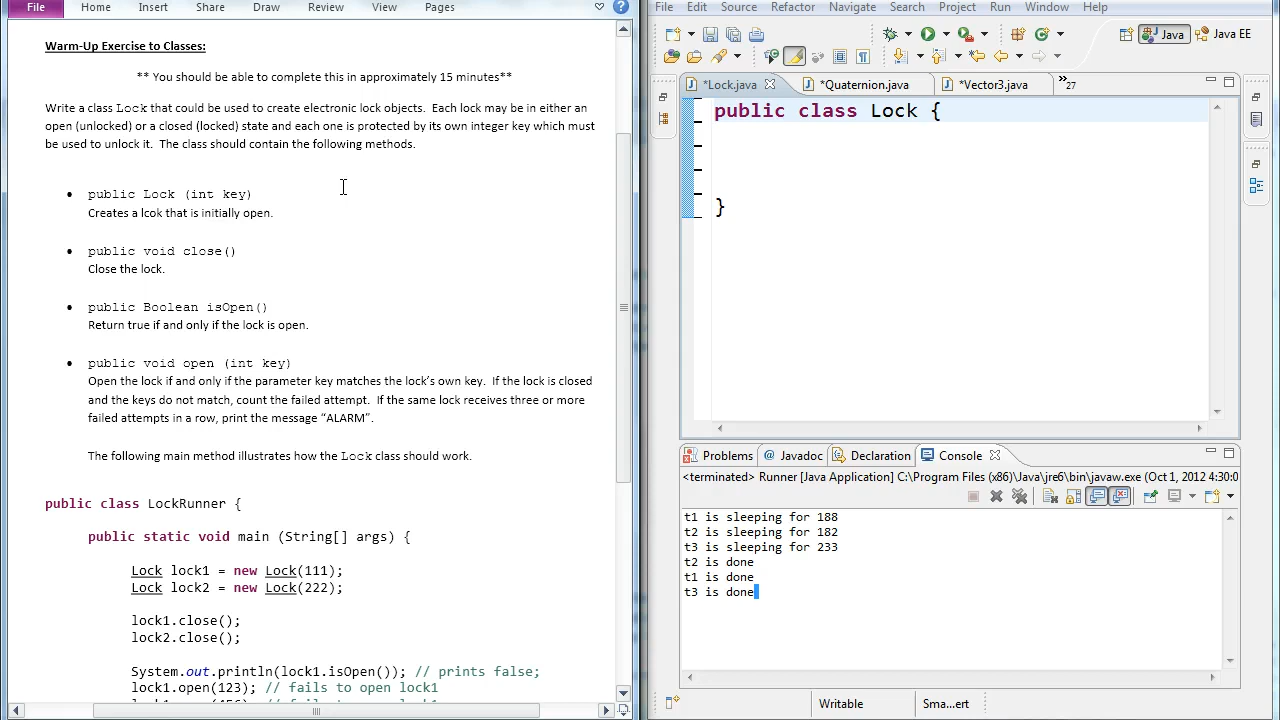 File Home Insert Share Draw Review View Pages
Warm-Up Exercise to Classes:
** You should be able to complete this in approximately 15 minutes**
Write a class Lock that could be used to create electronic lock objects. Each lock may be in either an
open (unlocked) or a closed (locked) state and each one is protected by its own integer key which must
be used to unlock it. The class should contain the following methods.
• public Lock (int key)
Creates a lcok that is initially open.
• public void close()
Close the lock.
• public Boolean isOpen()
Return true if and only if the lock is open.
• public void open (int key)
Open the lock if and only if the parameter key matches the lock's own key. If the lock is closed
and the keys do not match, count the failed attempt. If the same lock receives three or more
failed attempts in a row, print the message "ALARM".
The following main method illustrates how the Lock class should work.
public class LockRunner {
public static void main (String[] args) {
Lock lock1 = new Lock(111);
Lock lock2 = new Lock(222);
lock1.close();
lock2.close();
System.out.println(lock1.isOpen()); // prints false;
lock1.open(123); // fails to open lock1
File Edit Source Refactor Navigate Search Project Run Window Help
Java Java EE
*Lock.java *Quaternion.java *Vector3.java »27
public class Lock {
}
Problems @ Javadoc Declaration Console
<terminated> Runner [Java Application] C:\Program Files (x86)\Java\jre6\bin\javaw.exe (Oct 1, 2012 4:30:0
t1 is sleeping for 188
t2 is sleeping for 182
t3 is sleeping for 233
t2 is done
t1 is done
t3 is done
Writable Sma...ert